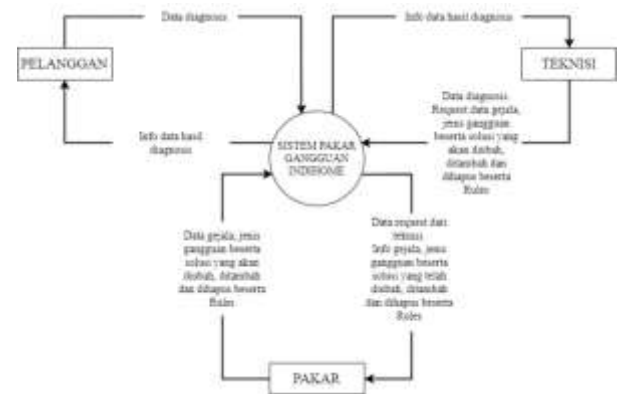 Data diagnosis
Info data hasil diagnosis
PELANGGAN
TEKNISI
Info data hasil
diagnosis
SISTEM PAKAR
GANGGUAN
INDIHOME
Data diagnosis
Request data gejala,
jenis gangguan
beserta solusi yang
akan diubah,
ditambah dan
dihapus beserta
Rules
Data gejala, jenis
gangguan beserta
solusi yang akan
diubah, ditambah
dan dihapus beserta
Rules
Data request dari
teknisi
Info gejala, jenis
gangguan beserta
solusi yang telah
diubah, ditambah
dan dihapus beserta
Rules
PAKAR